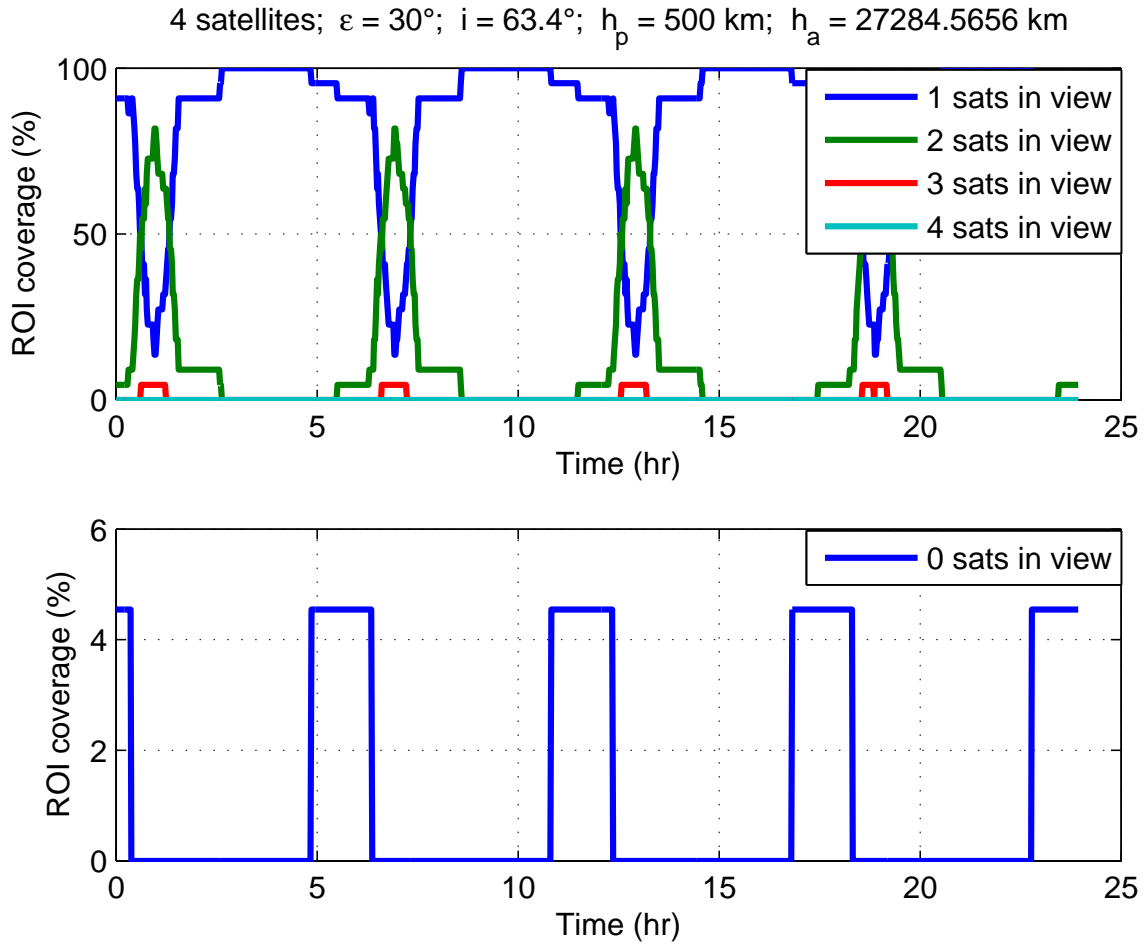 4 satellites; ε = 30°; i = 63.4°; h_p = 500 km; h_a = 27284.5656 km
100
50
0
ROI coverage (%)
1 sats in view
2 sats in view
3 sats in view
4 sats in view
0 5 10 15 20 25
Time (hr)
6
4
2
0
ROI coverage (%)
0 sats in view
0 5 10 15 20 25
Time (hr)